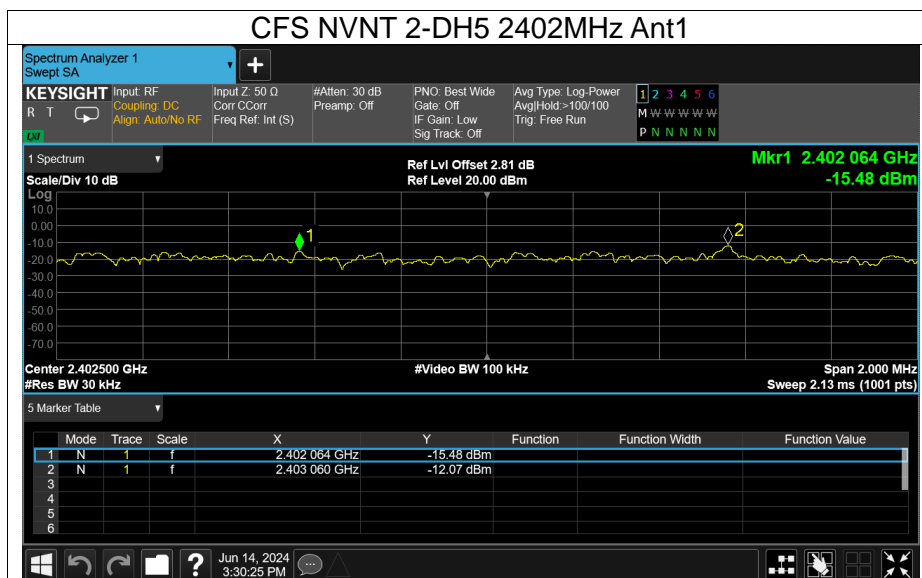 CFS NVNT 2-DH5 2402MHz Ant1
Spectrum Analyzer 1
Swept SA
+
KEYSIGHT
R T
LXI
Input: RF
Coupling: DC
Align: Auto/No RF
Input Z: 50 Ω
Corr CCorr
Freq Ref: Int (S)
#Atten: 30 dB
Preamp: Off
PNO: Best Wide
Gate: Off
IF Gain: Low
Sig Track: Off
Avg Type: Log-Power
Avg|Hold:>100/100
Trig: Free Run
1 2 3 4 5 6
M W W W W W
P N N N N N
1 Spectrum
Scale/Div 10 dB
Ref Lvl Offset 2.81 dB
Ref Level 20.00 dBm
Mkr1 2.402 064 GHz
-15.48 dBm
Log
10.0
0.00
-10.0
-20.0
-30.0
-40.0
-50.0
-60.0
-70.0
1
2
Center 2.402500 GHz
#Video BW 100 kHz
Span 2.000 MHz
#Res BW 30 kHz
Sweep 2.13 ms (1001 pts)
5 Marker Table
Mode Trace Scale X Y Function Function Width Function Value
1 N 1 f 2.402 064 GHz -15.48 dBm
2 N 1 f 2.403 060 GHz -12.07 dBm
3
4
5
6
?
Jun 14, 2024
3:30:25 PM